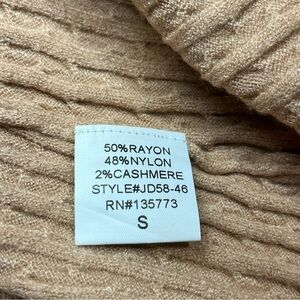 50%RAYON
48%NYLON
2%CASHMERE
STYLE#JD58-46
RN#135773
S